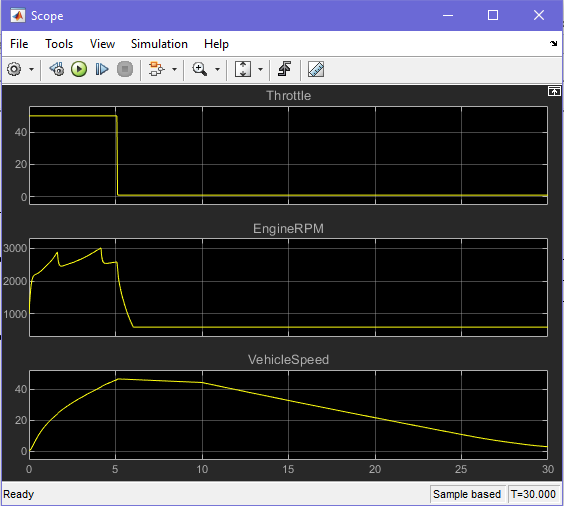 Scope
File Tools View Simulation Help
Throttle
40
20
0
EngineRPM
3000
2000
1000
VehicleSpeed
40
20
0
0 5 10 15 20 25 30
Ready Sample based T=30.000